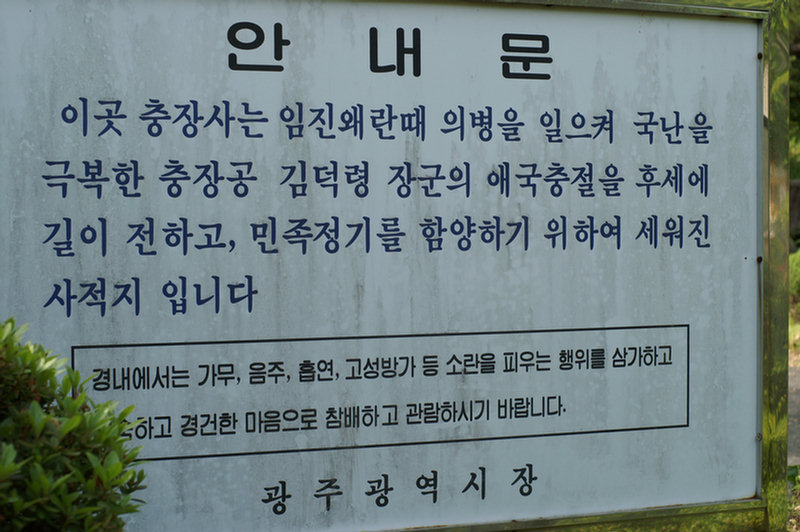 안 내 문
이곳 충장사는 임진왜란때 의병을 일으켜 국난을
극복한 충장공 김덕령 장군의 애국충절을 후세에
길이 전하고, 민족정기를 함양하기 위하여 세워진
사적지 입니다
경내에서는 가무, 음주, 흡연, 고성방가 등 소란을 피우는 행위를 삼가하고
경건한 마음으로 참배하고 관람하시기 바랍니다.
광주광역시장